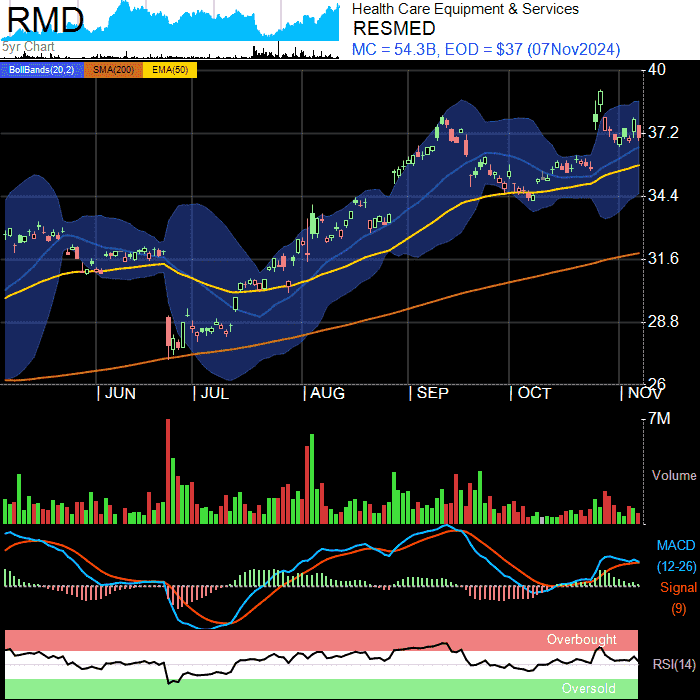 RMD
5yr Chart
Health Care Equipment & Services
RESMED
MC = 54.3B, EOD = $37 (07Nov2024)
BollBands(20,2) SMA(200) EMA(50)
40
37.2
34.4
31.6
28.8
26
JUN JUL AUG SEP OCT NOV
7M
Volume
MACD
(12-26)
Signal
(9)
Overbought
RSI(14)
Oversold